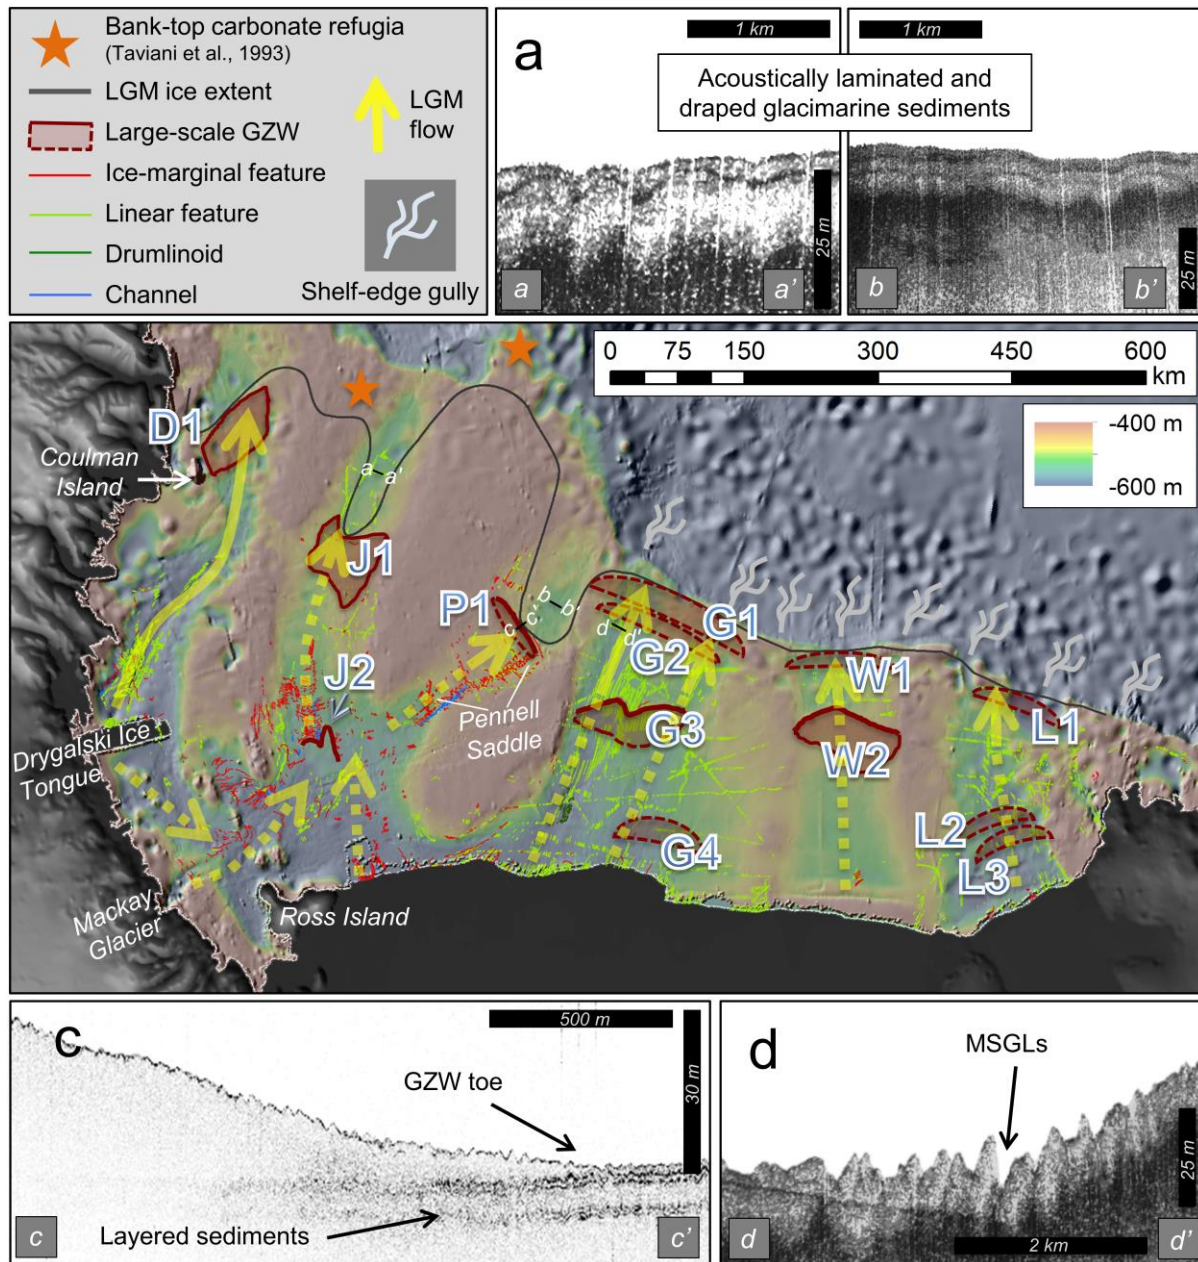 Bank-top carbonate refugia
(Taviani et al., 1993)
LGM ice extent
Large-scale GZW
Ice-marginal feature
Linear feature
Drumlinoid
Channel
LGM
flow
Shelf-edge gully
a
1 km
1 km
Acoustically laminated and
draped glacimarine sediments
25 m
25 m
a
a'
b
b'
0 75 150 300 450 600
km
-400 m
-600 m
D1
Coulman
Island
a
a'
J1
P1
b
b'
c
c'
d
d'
G1
G2
J2
W1
L1
Pennell
Saddle
G3
W2
Drygalski Ice
Tongue
G4
L2
L3
Mackay
Glacier
Ross Island
c
500 m
30 m
GZW toe
Layered sediments
c
c'
d
MSGLs
25 m
2 km
d
d'